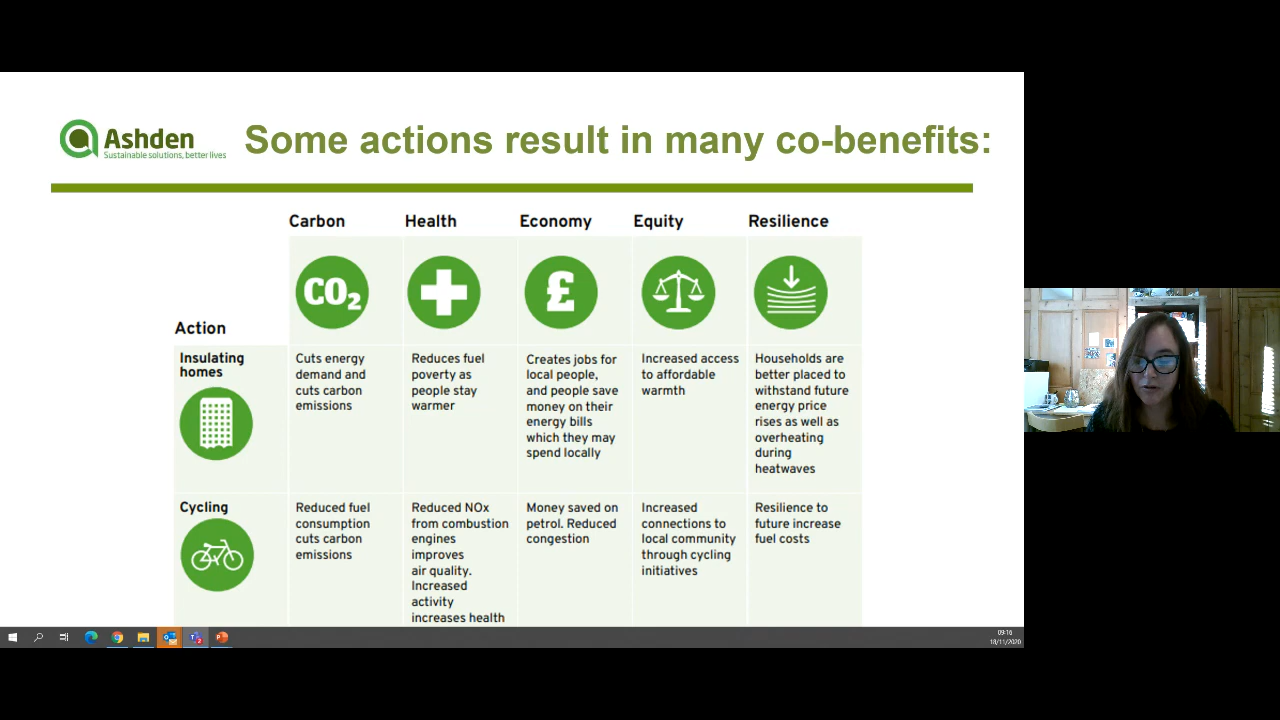 Ashden
Sustainable solutions, better lives
Some actions result in many co-benefits:
Carbon
Health
Economy
Equity
Resilience
CO2
£
Action
Insulating
homes
Cuts energy
demand and
cuts carbon
emissions
Reduces fuel
poverty as
people stay
warmer
Creates jobs for
local people,
and people save
money on their
energy bills
which they may
spend locally
Increased access
to affordable
warmth
Households are
better placed to
withstand future
energy price
rises as well as
overheating
during
heatwaves
Cycling
Reduced fuel
consumption
cuts carbon
emissions
Reduced NOx
from combustion
engines
improves
air quality.
Increased
activity
increases health
Money saved on
petrol. Reduced
congestion
Increased
connections to
local community
through cycling
initiatives
Resilience to
future increase
fuel costs
09:16
18/11/2020